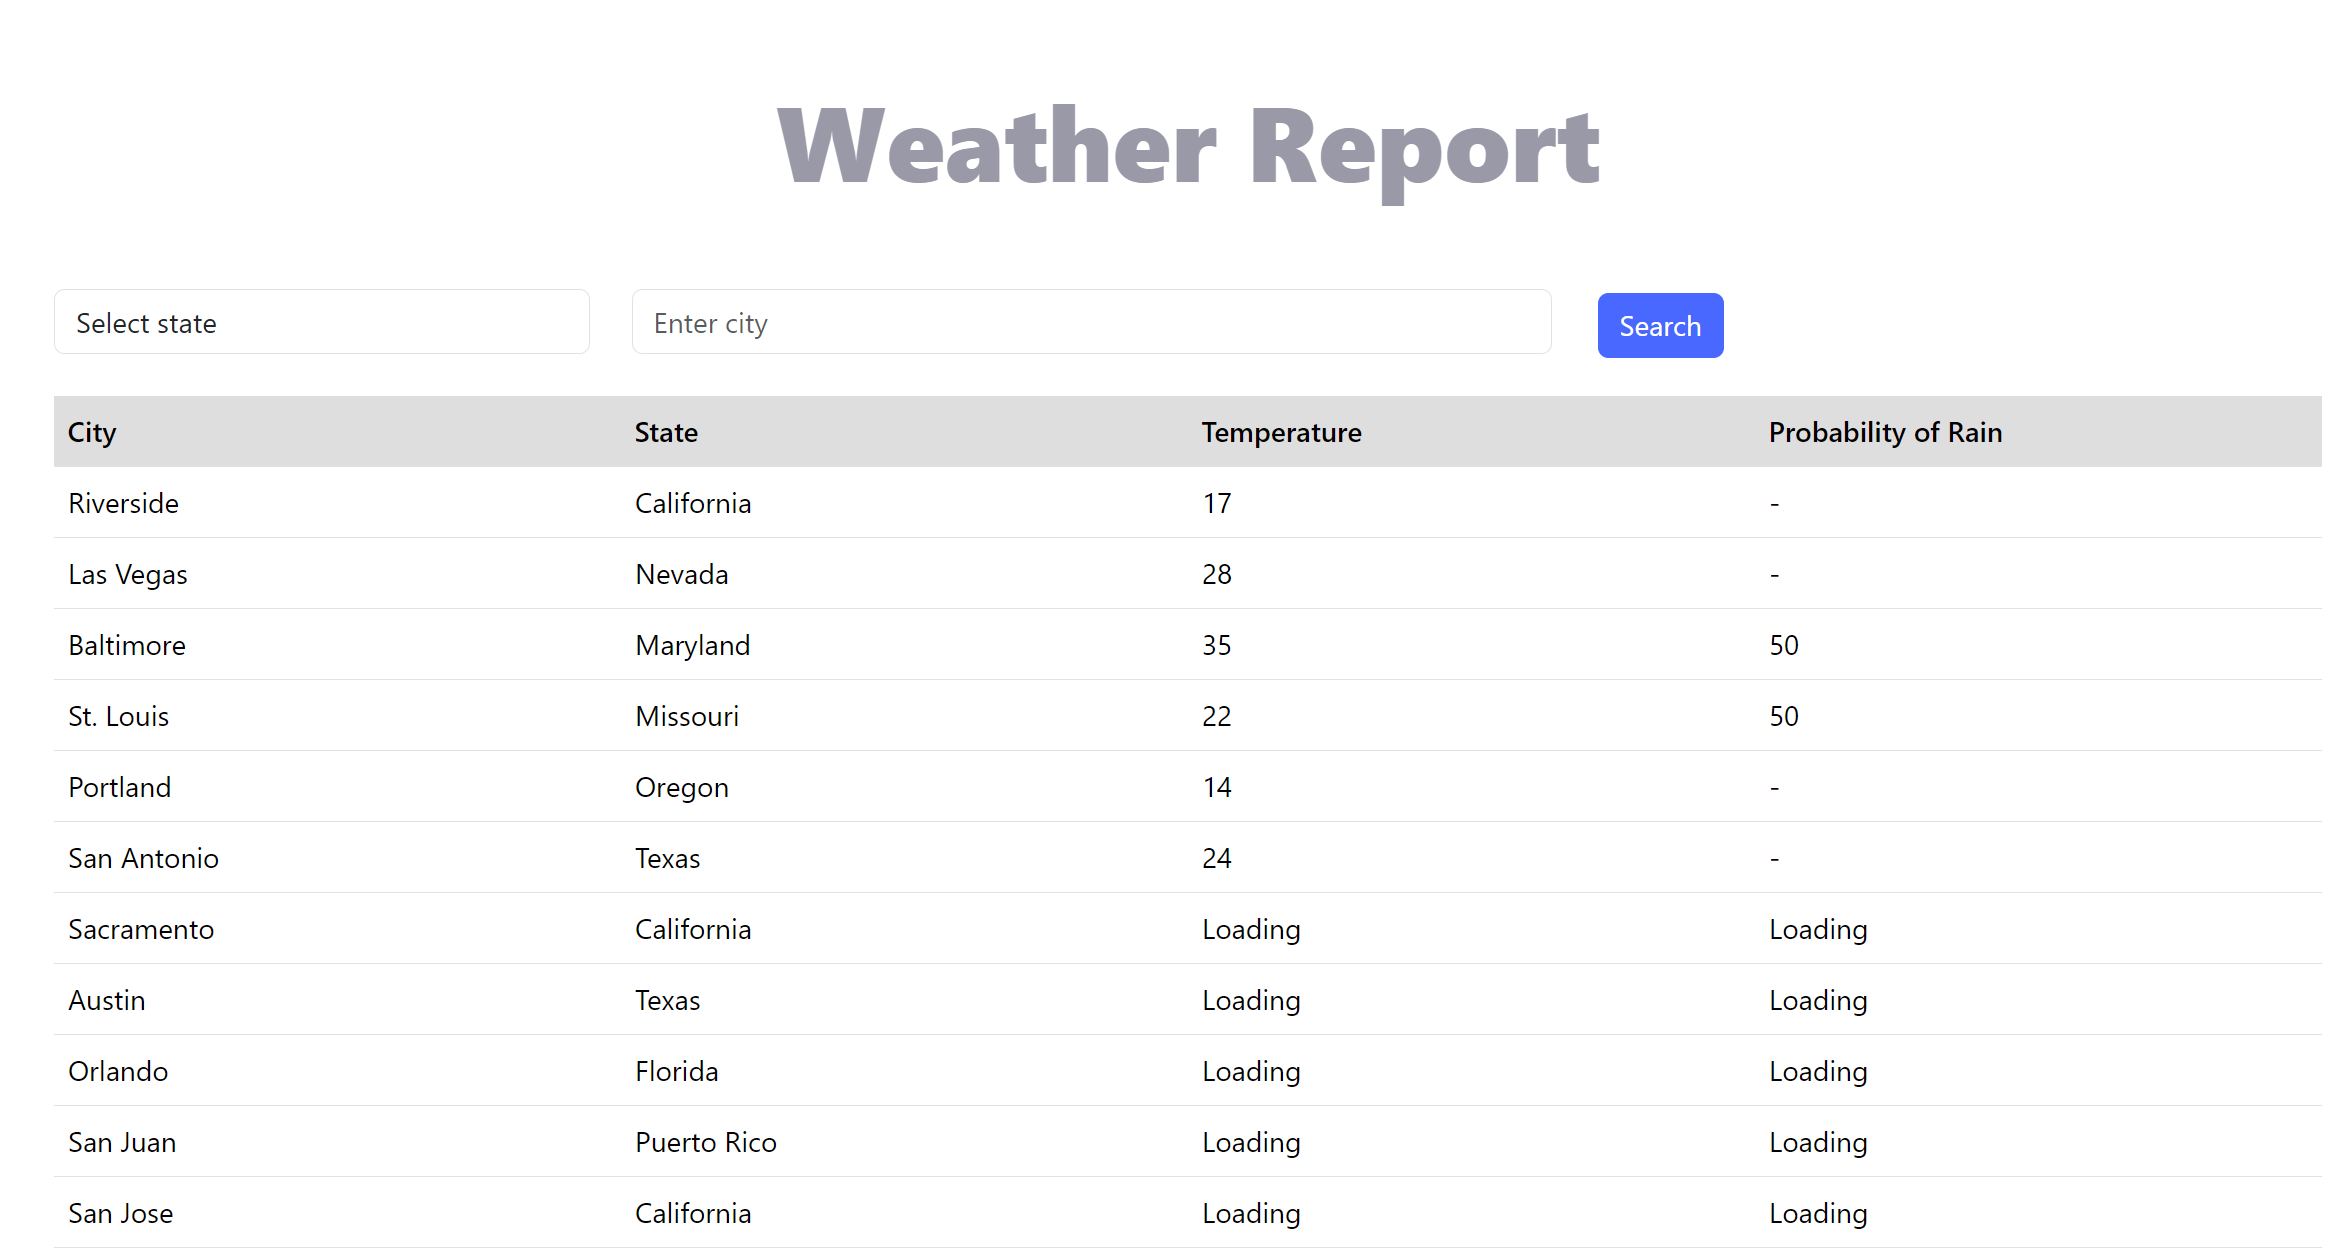 Weather Report
Select state Enter city Search
City State Temperature Probability of Rain
Riverside California 17 -
Las Vegas Nevada 28 -
Baltimore Maryland 35 50
St. Louis Missouri 22 50
Portland Oregon 14 -
San Antonio Texas 24 -
Sacramento California Loading Loading
Austin Texas Loading Loading
Orlando Florida Loading Loading
San Juan Puerto Rico Loading Loading
San Jose California Loading Loading